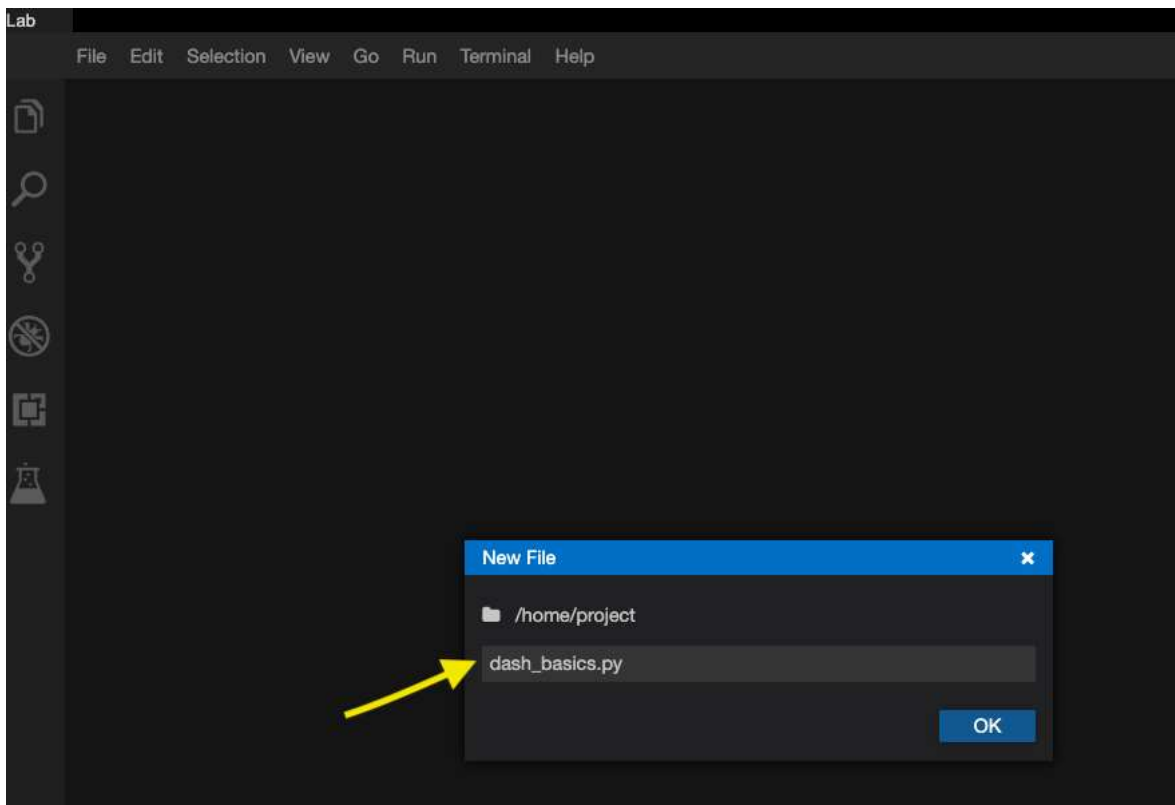 Lab
File Edit Selection View Go Run Terminal Help
New File
/home/project
dash_basics.py
OK